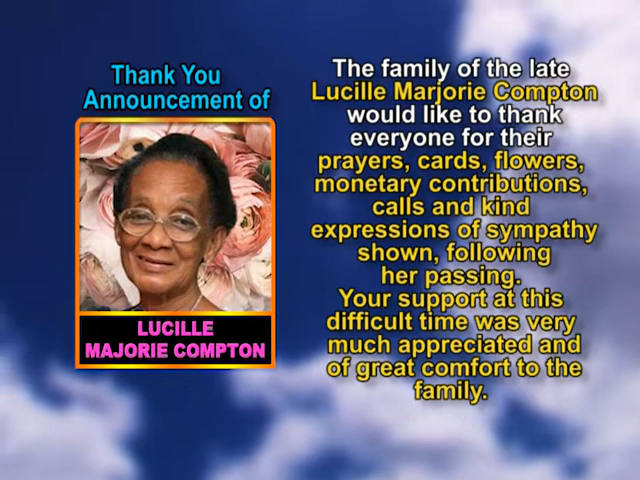 Thank You
Announcement of
LUCILLE
MAJORIE COMPTON
The family of the late
Lucille Marjorie Compton
would like to thank
everyone for their
prayers, cards, flowers,
monetary contributions,
calls and kind
expressions of sympathy
shown, following
her passing.
Your support at this
difficult time was very
much appreciated and
of great comfort to the
family.